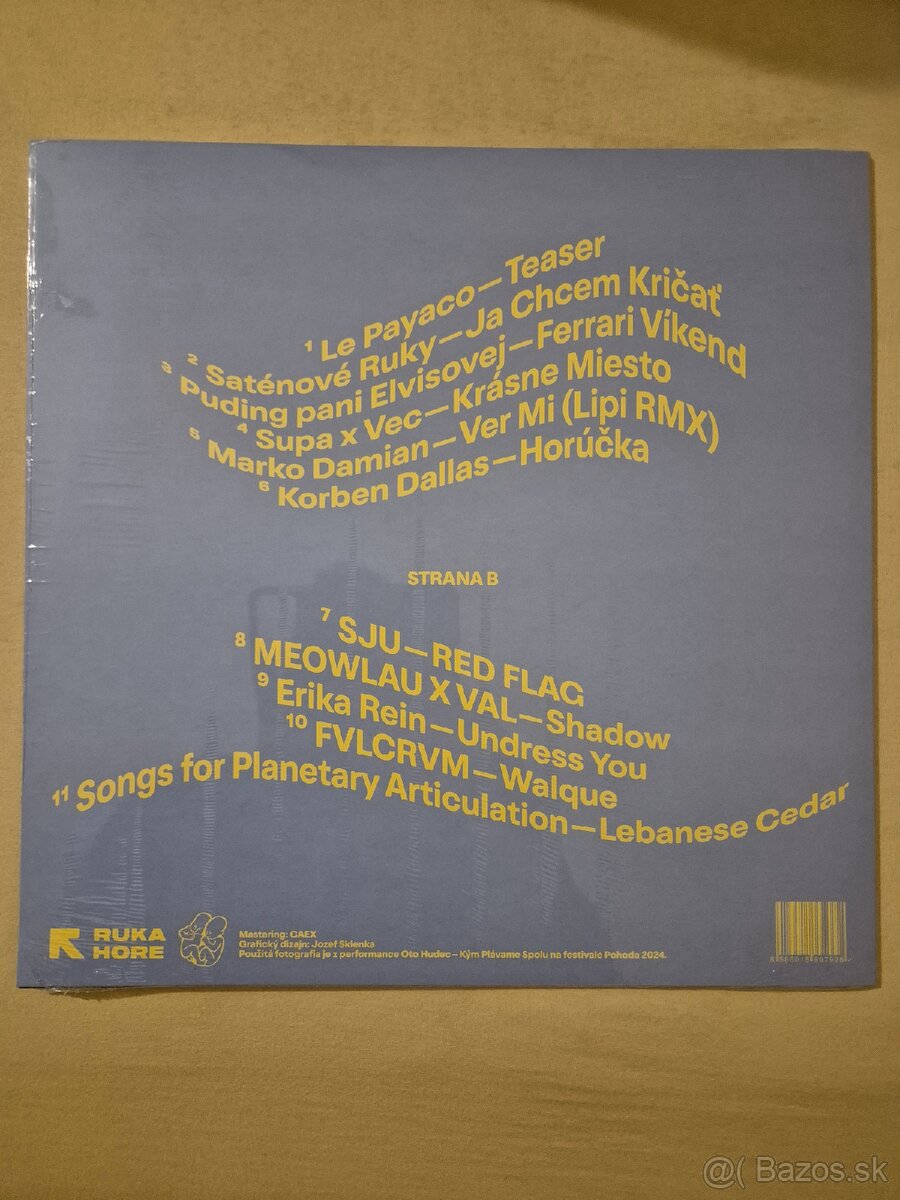 1 Le Payaco—Teaser
2 Saténové Ruky—Ja Chcem Kričať
3 Puding pani Elvisovej—Ferrari Víkend
4 Supa x Vec—Krásne Miesto
5 Marko Damian—Ver Mi (Lipi RMX)
6 Korben Dallas—Horúčka
STRANA B
7 SJU—RED FLAG
8 MEOWLAU X VAL—Shadow
9 Erika Rein—Undress You
10 FVLCRVM—Walque
11 Songs for Planetary Articulation—Lebanese Cedar
RUKA
HORE
Mastering: GAEX
Grafický dizajn: Jozef Sklenka
Použitá fotografia je z performance Oto Hudec – Kým Plávame Spolu na festivale Pohoda 2024.
@( Bazos.sk